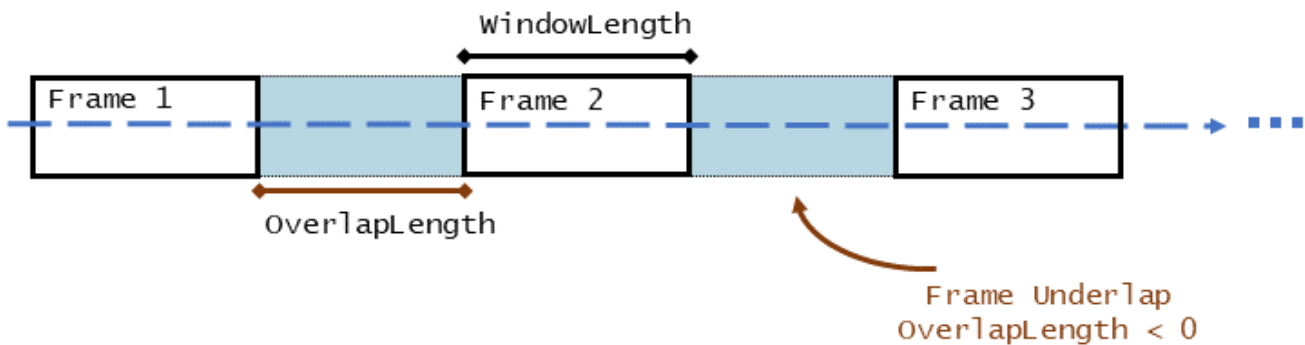 WindowLength
Frame 1
Frame 2
Frame 3
OverlapLength
Frame Underlap
OverlapLength < 0